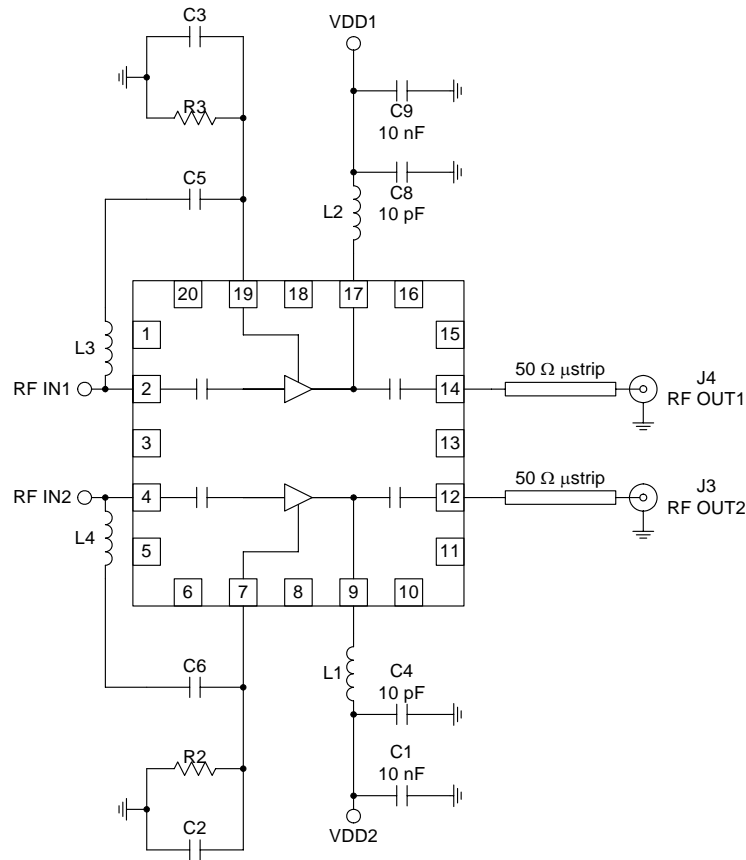 C3
VDD1
R3
C9
10 nF
C5
C8
10 pF
L2
20
19
18
17
16
1
15
L3
RF IN1
2
14
50 Ω μstrip
J4
RF OUT1
3
13
RF IN2
4
12
50 Ω μstrip
J3
RF OUT2
L4
5
11
6
7
8
9
10
C6
L1
C4
10 pF
R2
C1
10 nF
C2
VDD2